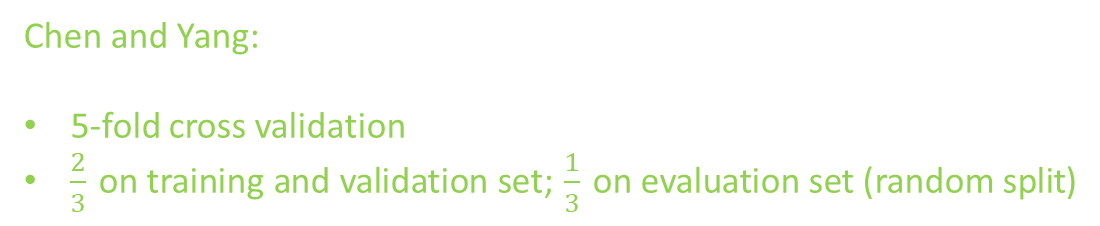 Chen and Yang:
• 5-fold cross validation
• 2/3 on training and validation set; 1/3 on evaluation set (random split)